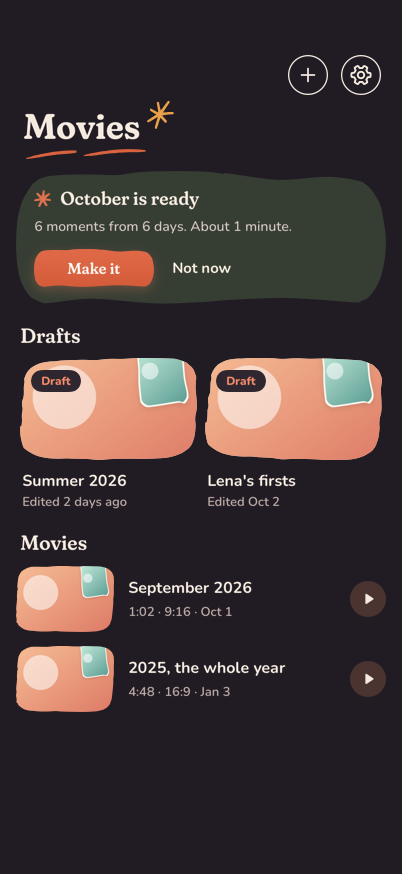 Movies
October is ready
6 moments from 6 days. About 1 minute.
Make it
Not now
Drafts
Draft
Draft
Summer 2026
Lena's firsts
Edited 2 days ago
Edited Oct 2
Movies
September 2026
1:02 · 9:16 · Oct 1
2025, the whole year
4:48 · 16:9 · Jan 3